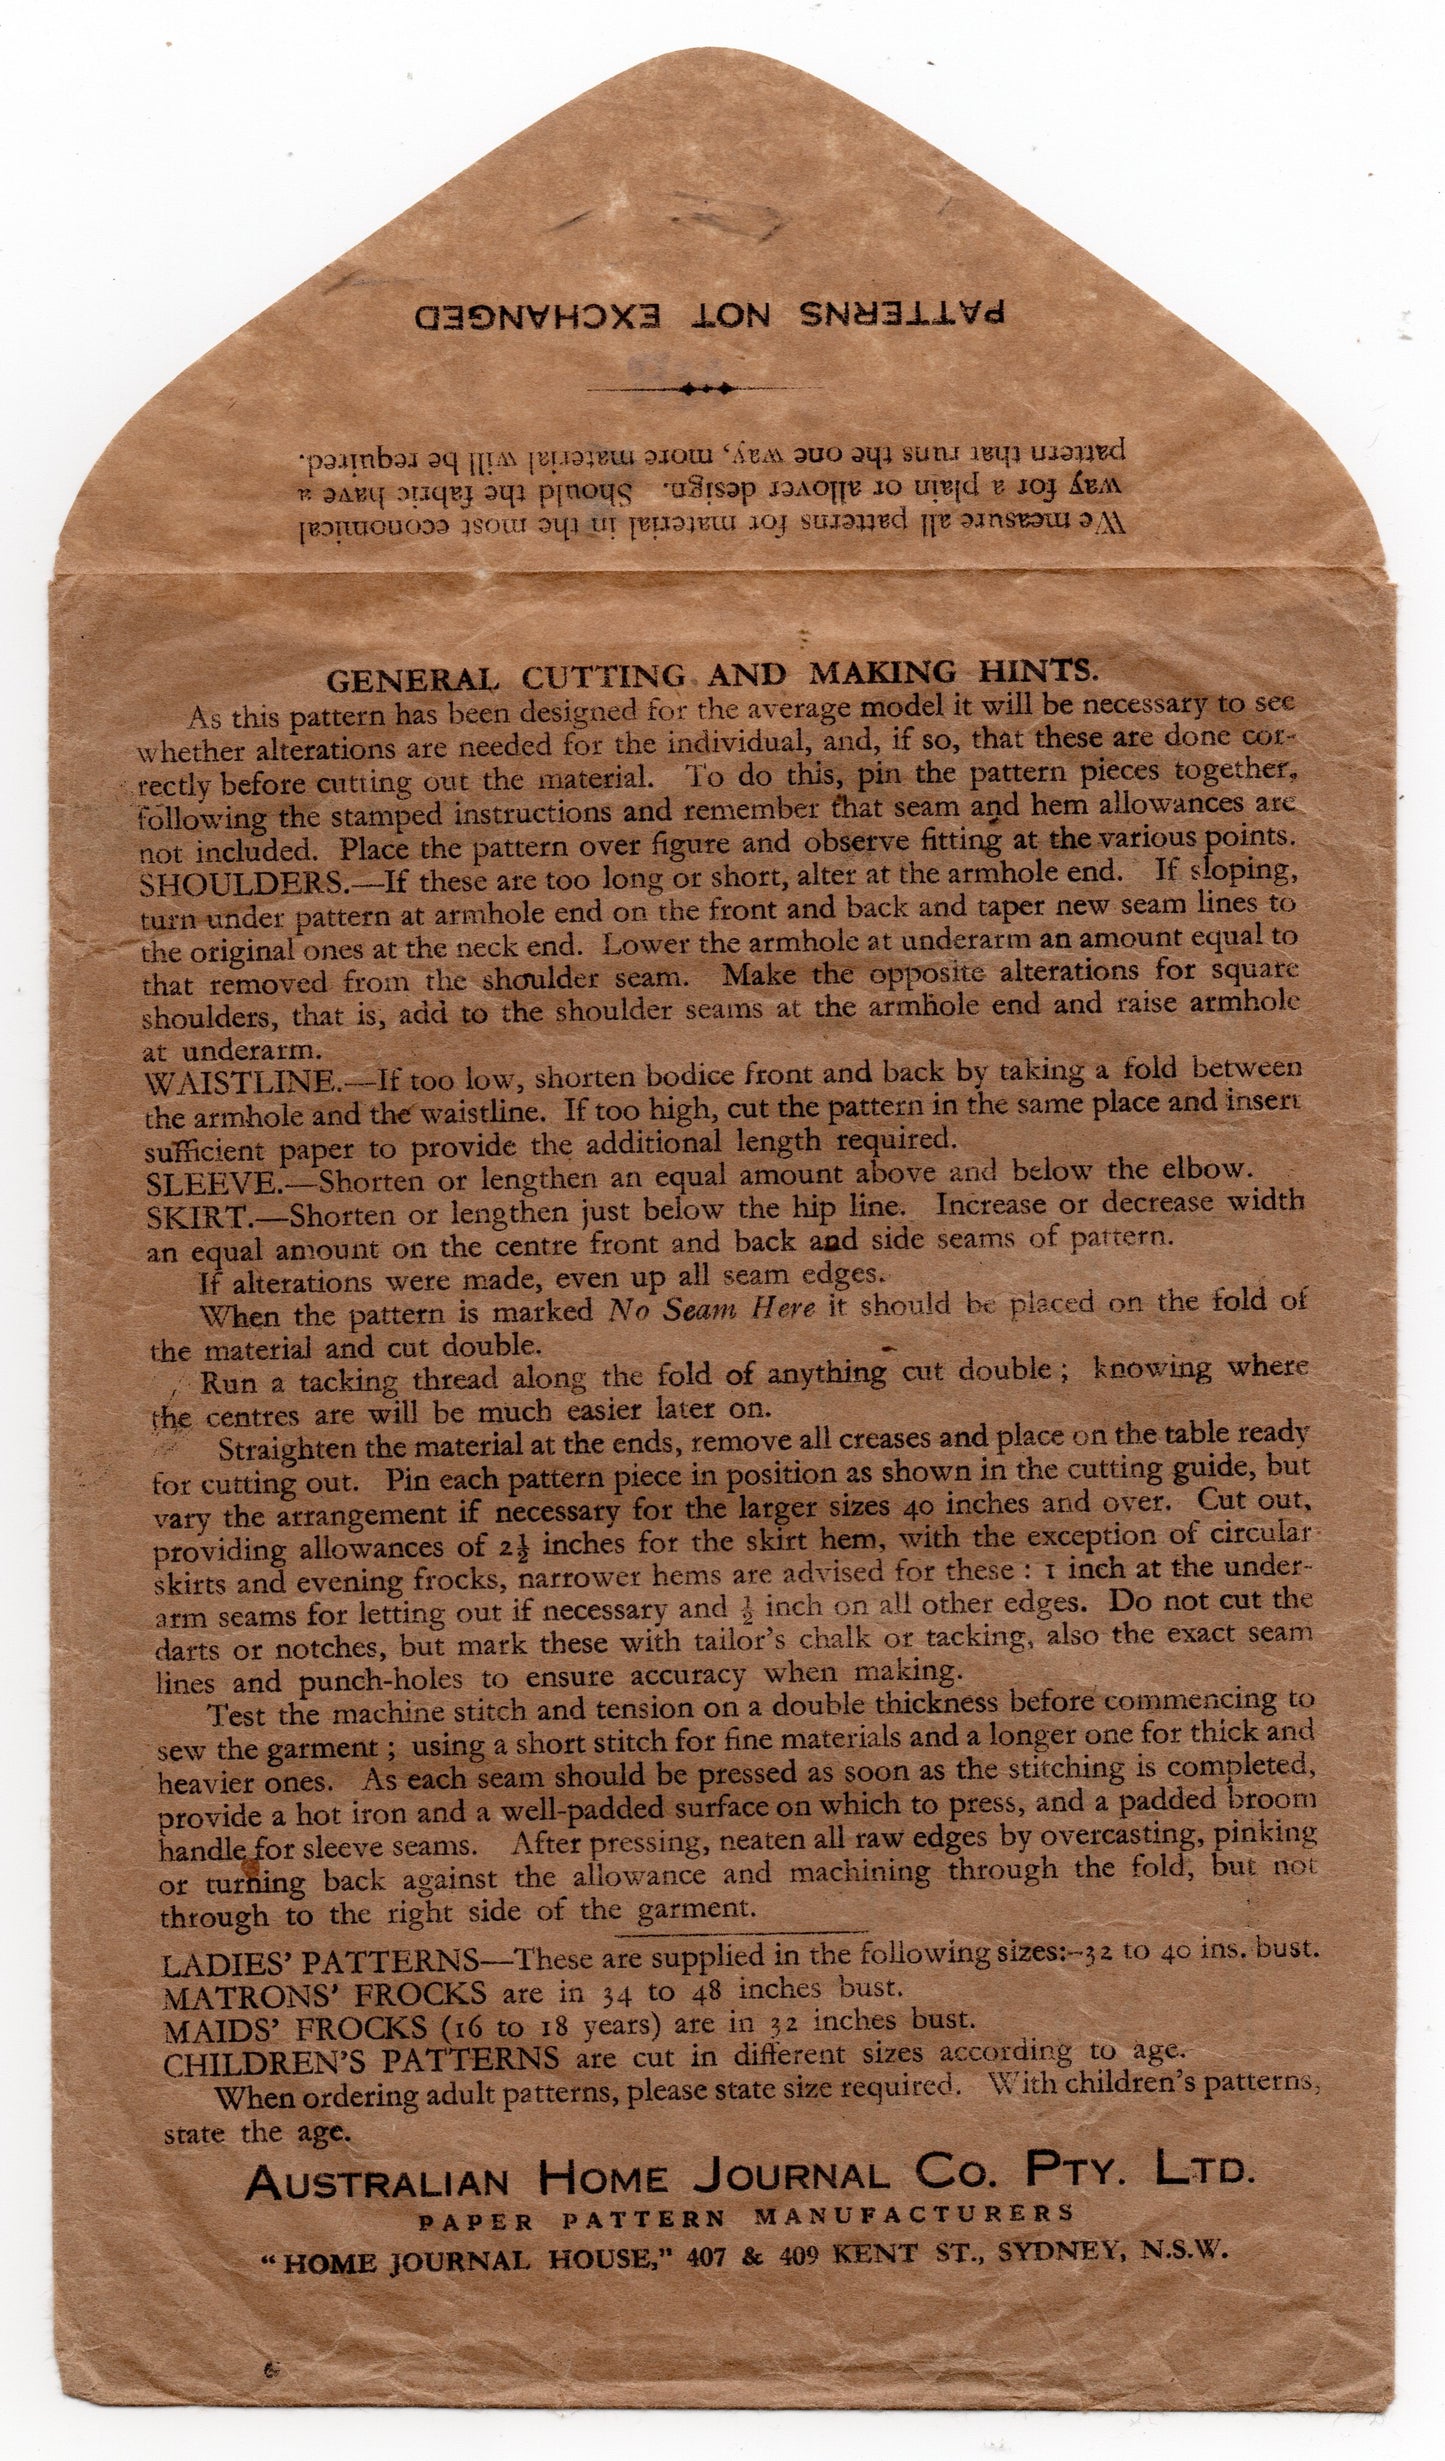 PATTERNS NOT EXCHANGED
We measure all patterns for material in the most economical
way for a plain or allover design. Should the fabric have a
pattern that runs the one way, more material will be required.
GENERAL CUTTING AND MAKING HINTS.
As this pattern has been designed for the average model it will be necessary to see
whether alterations are needed for the individual, and, if so, that these are done cor-
rectly before cutting out the material. To do this, pin the pattern pieces together,
following the stamped instructions and remember that seam and hem allowances are
not included. Place the pattern over figure and observe fitting at the various points.
SHOULDERS.—If these are too long or short, alter at the armhole end. If sloping,
turn under pattern at armhole end on the front and back and taper new seam lines to
the original ones at the neck end. Lower the armhole at underarm an amount equal to
that removed from the shoulder seam. Make the opposite alterations for square
shoulders, that is, add to the shoulder seams at the armhole end and raise armhole
at underarm.
WAISTLINE.—If too low, shorten bodice front and back by taking a fold between
the armhole and the waistline. If too high, cut the pattern in the same place and insert
sufficient paper to provide the additional length required.
SLEEVE.—Shorten or lengthen an equal amount above and below the elbow.
SKIRT.—Shorten or lengthen just below the hip line. Increase or decrease width
an equal amount on the centre front and back and side seams of pattern.
If alterations were made, even up all seam edges.
When the pattern is marked No Seam Here it should be placed on the fold of
the material and cut double.
Run a tacking thread along the fold of anything cut double ; knowing where
the centres are will be much easier later on.
Straighten the material at the ends, remove all creases and place on the table ready
for cutting out. Pin each pattern piece in position as shown in the cutting guide, but
vary the arrangement if necessary for the larger sizes 40 inches and over. Cut out,
providing allowances of 2½ inches for the skirt hem, with the exception of circular
skirts and evening frocks, narrower hems are advised for these : 1 inch at the under-
arm seams for letting out if necessary and ½ inch on all other edges. Do not cut the
darts or notches, but mark these with tailor's chalk or tacking, also the exact seam
lines and punch-holes to ensure accuracy when making.
Test the machine stitch and tension on a double thickness before commencing to
sew the garment ; using a short stitch for fine materials and a longer one for thick and
heavier ones. As each seam should be pressed as soon as the stitching is completed,
provide a hot iron and a well-padded surface on which to press, and a padded broom
handle for sleeve seams. After pressing, neaten all raw edges by overcasting, pinking
or turning back against the allowance and machining through the fold, but not
through to the right side of the garment.
LADIES' PATTERNS—These are supplied in the following sizes:-32 to 40 ins. bust.
MATRONS' FROCKS are in 34 to 48 inches bust.
MAIDS' FROCKS (16 to 18 years) are in 32 inches bust.
CHILDREN'S PATTERNS are cut in different sizes according to age.
When ordering adult patterns, please state size required. With children's patterns,
state the age.
AUSTRALIAN HOME JOURNAL CO. PTY. LTD.
PAPER PATTERN MANUFACTURERS
"HOME JOURNAL HOUSE," 407 & 409 KENT ST., SYDNEY, N.S.W.